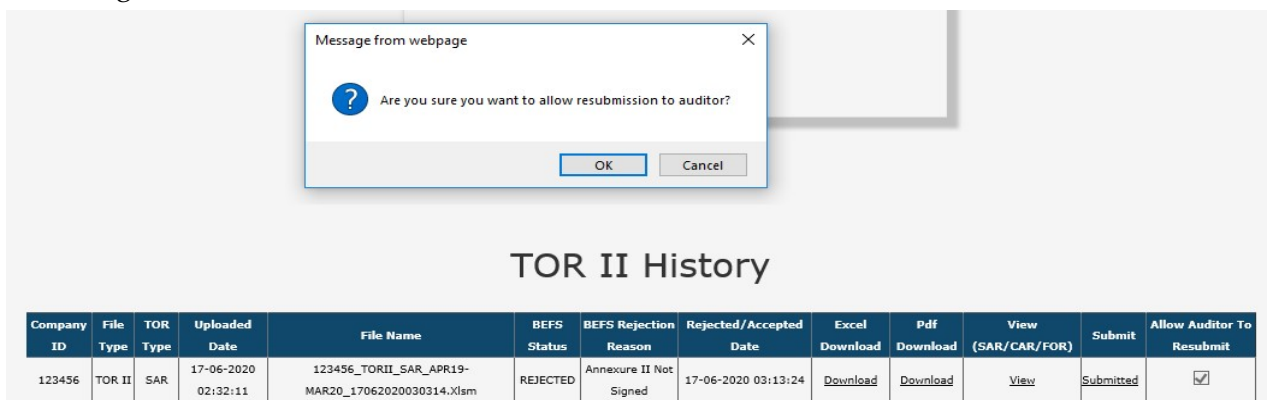 Message from webpage
Are you sure you want to allow resubmission to auditor?
OK Cancel
TOR II History
Company ID File Type TOR Type Uploaded Date File Name BEFS Status BEFS Rejection Reason Rejected/Accepted Date Excel Download Pdf Download View (SAR/CAR/FOR) Submit Allow Auditor To Resubmit
123456 TOR II SAR 17-06-2020 02:32:11 123456_TORII_SAR_APR19-MAR20_17062020030314.Xlsm REJECTED Annexure II Not Signed 17-06-2020 03:13:24 Download Download View Submitted